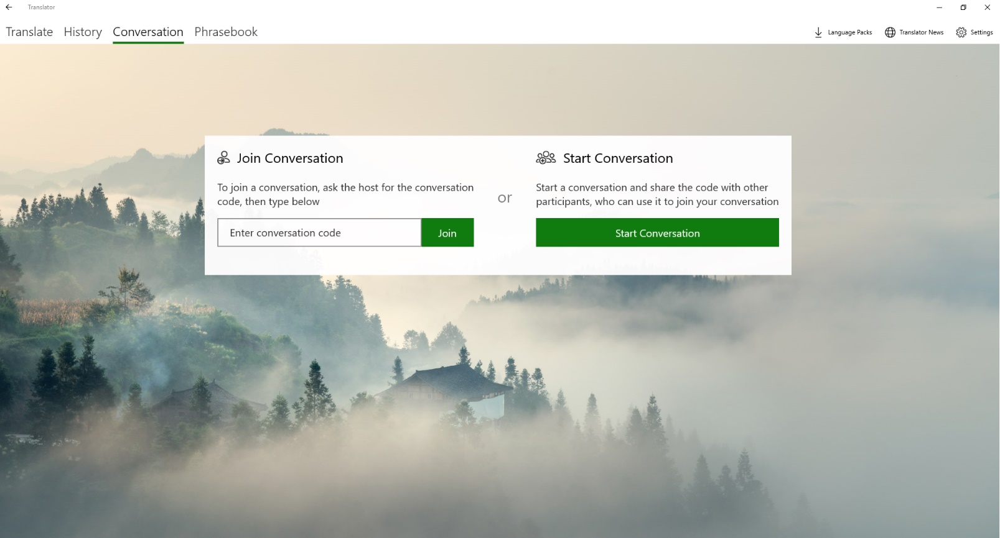 Translator
Translate History Conversation Phrasebook
Language Packs Translator News Settings
Join Conversation
To join a conversation, ask the host for the conversation
code, then type below
Enter conversation code
Join
or
Start Conversation
Start a conversation and share the code with other
participants, who can use it to join your conversation
Start Conversation